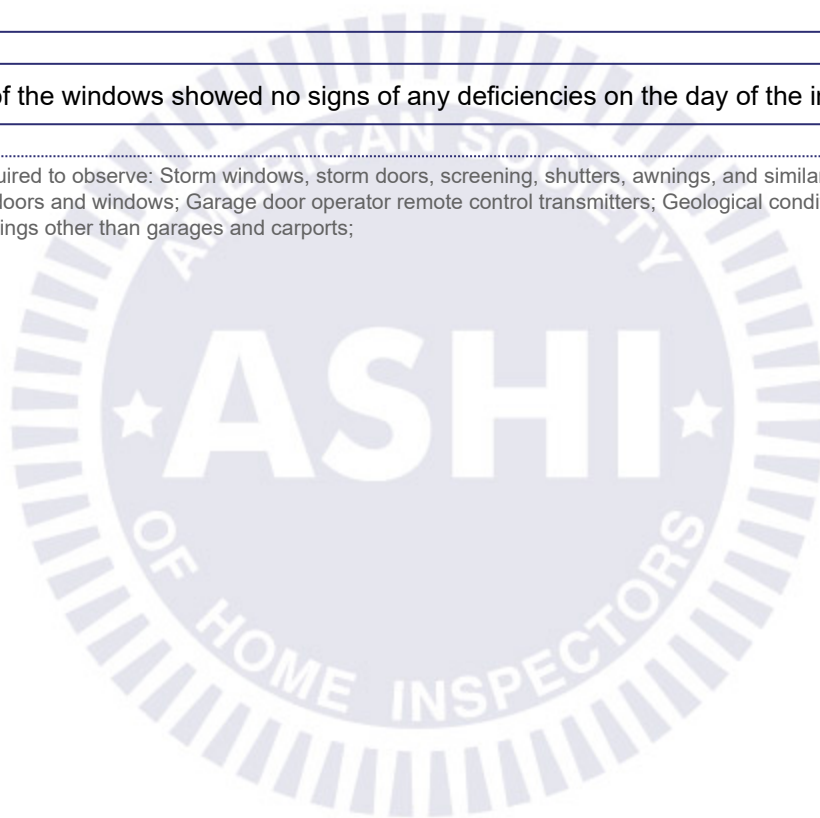 of the windows showed no signs of any deficiencies on the day of the
uired to observe: Storm windows, storm doors, screening, shutters, awnings, and similar
doors and windows; Garage door operator remote control transmitters; Geological condi
ings other than garages and carports;
AMERICAN SOCIETY
ASHI
OF HOME INSPECTORS